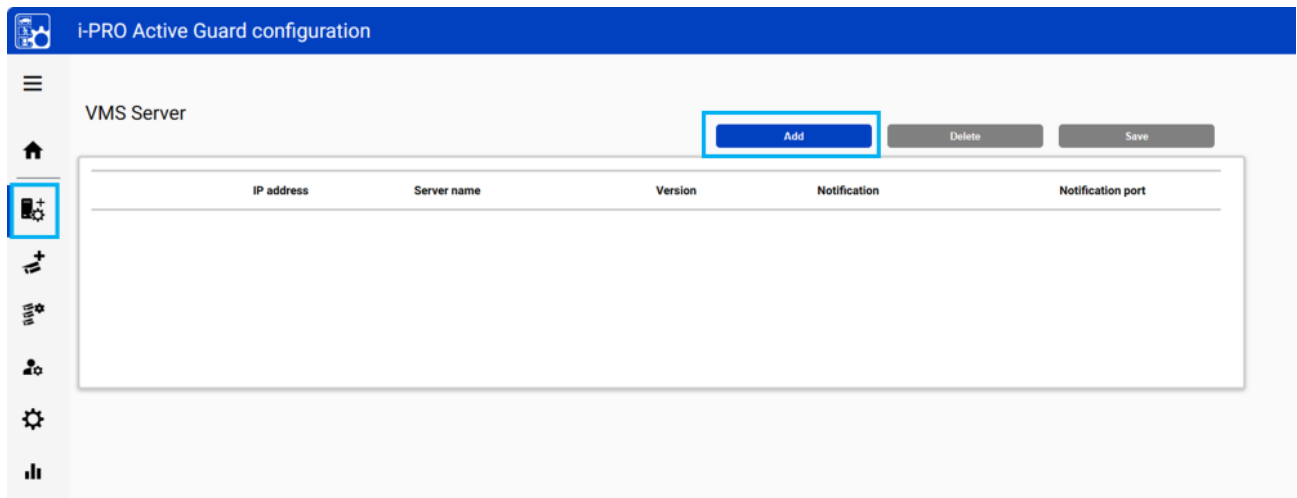 i-PRO Active Guard configuration
VMS Server
Add Delete Save
IP address Server name Version Notification Notification port